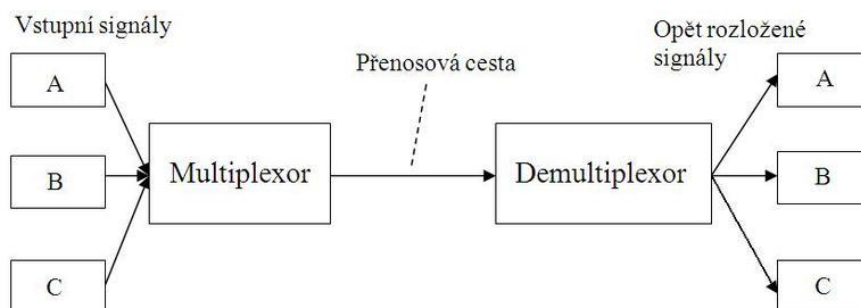 Vstupní signály
Opět rozložené
signály
Přenosová cesta
A
A
Multiplexor
Demultiplexor
B
B
C
C